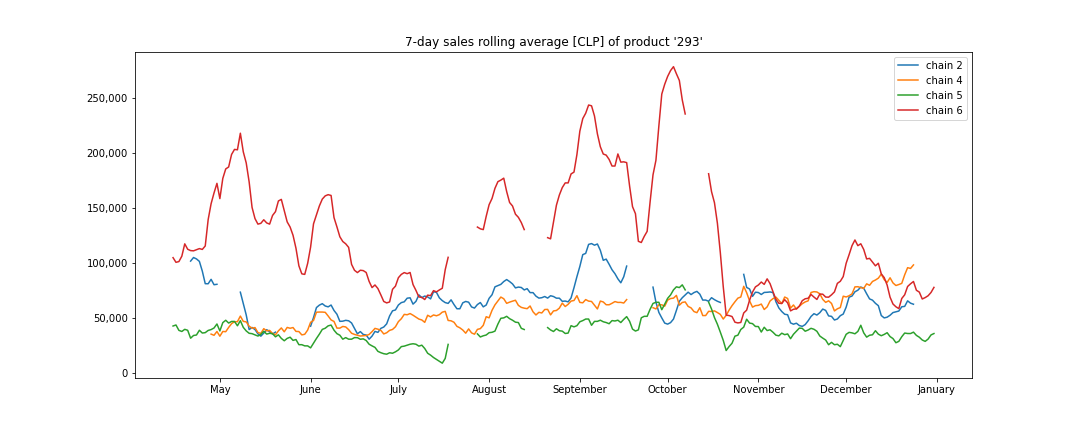 7-day sales rolling average [CLP] of product '293'
chain 2
chain 4
chain 5
chain 6
250,000
200,000
150,000
100,000
50,000
0
May June July August September October November December January